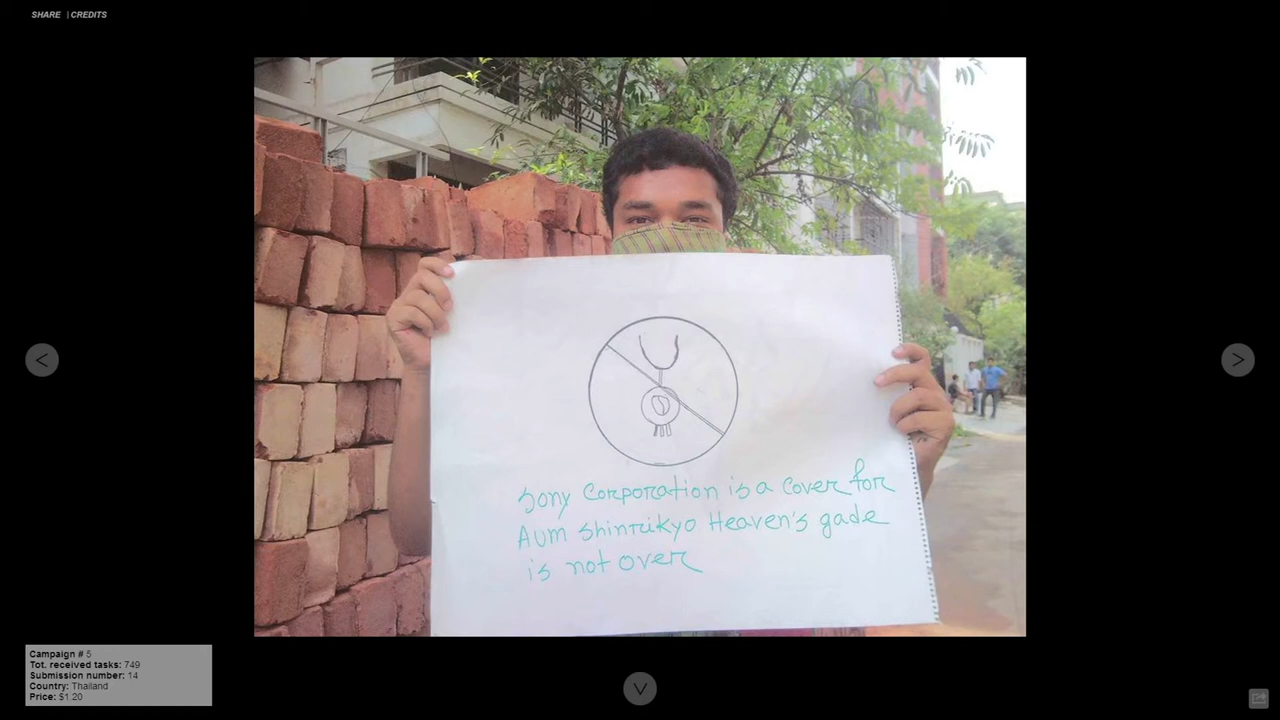 SHARE | CREDITS
Sony Corporation is a cover for
AUM Shinrikyo Heaven's gade
is not over
Campaign # 5
Tot. received tasks: 749
Submission number: 14
Country: Thailand
Price: $1.20